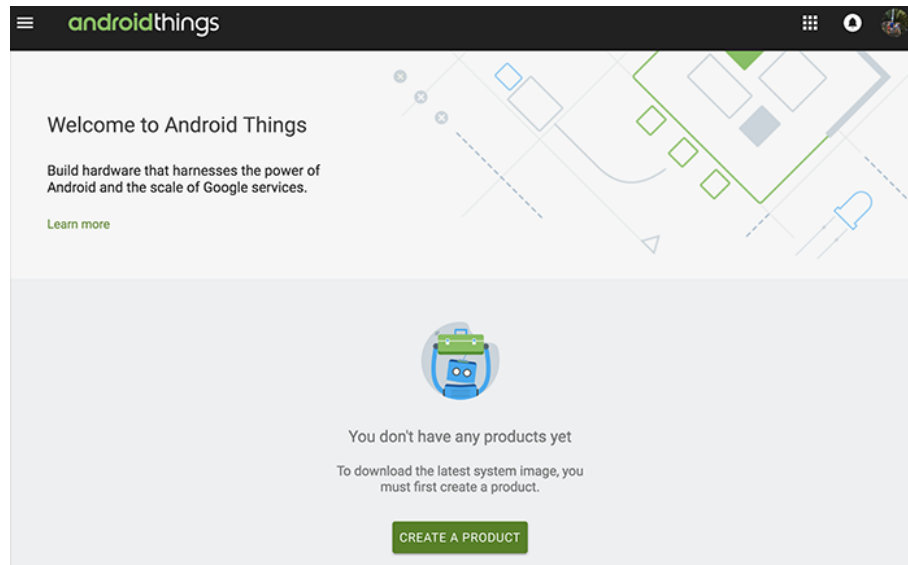 androidthings
Welcome to Android Things
Build hardware that harnesses the power of
Android and the scale of Google services.
Learn more
You don't have any products yet
To download the latest system image, you
must first create a product.
CREATE A PRODUCT